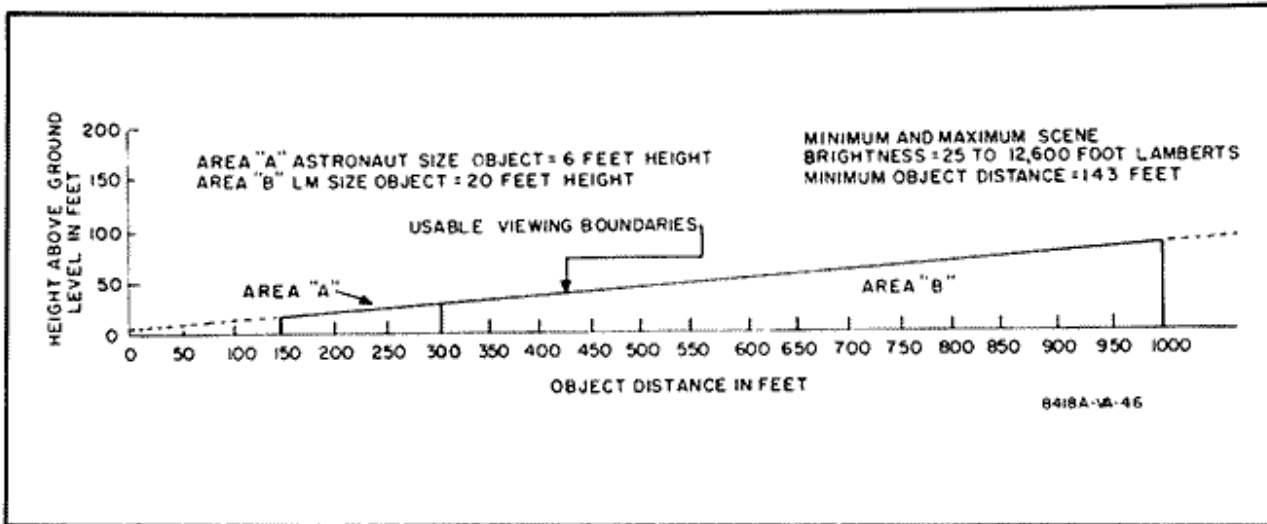 HEIGHT ABOVE GROUND
LEVEL IN FEET
200
150
100
50
0
AREA "A" ASTRONAUT SIZE OBJECT = 6 FEET HEIGHT
AREA "B" LM SIZE OBJECT = 20 FEET HEIGHT
MINIMUM AND MAXIMUM SCENE
BRIGHTNESS = 25 TO 12,600 FOOT LAMBERTS
MINIMUM OBJECT DISTANCE = 143 FEET
USABLE VIEWING BOUNDARIES
AREA "A"
AREA "B"
0 50 100 150 200 250 300 350 400 450 500 550 600 650 700 750 800 850 900 950 1000
OBJECT DISTANCE IN FEET
8418A-VA-46